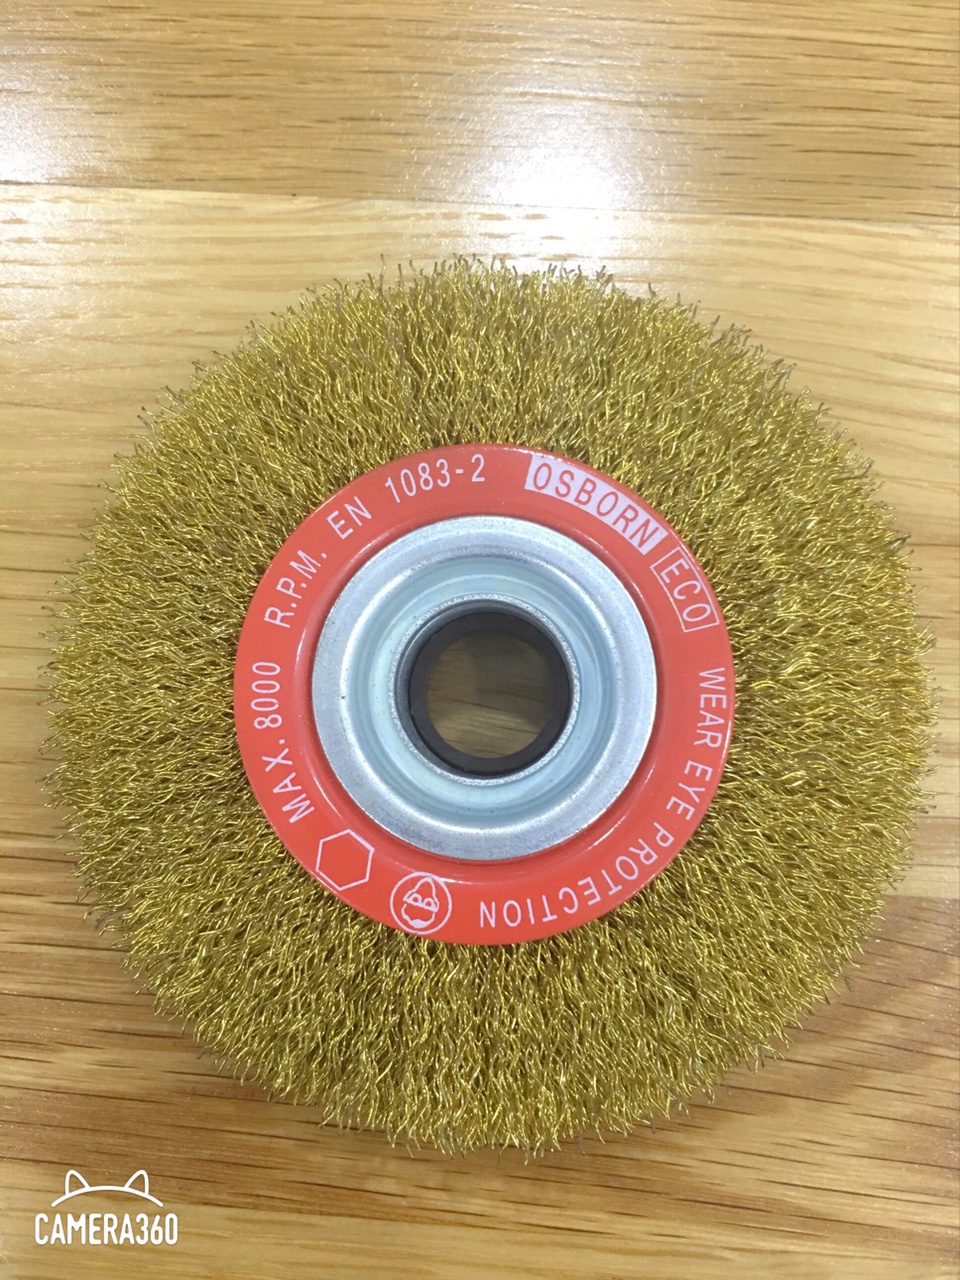 MAX. 8000 R.P.M. EN 1083-2
OSBORN ECO
WEAR EYE PROTECTION
B
CAMERA360